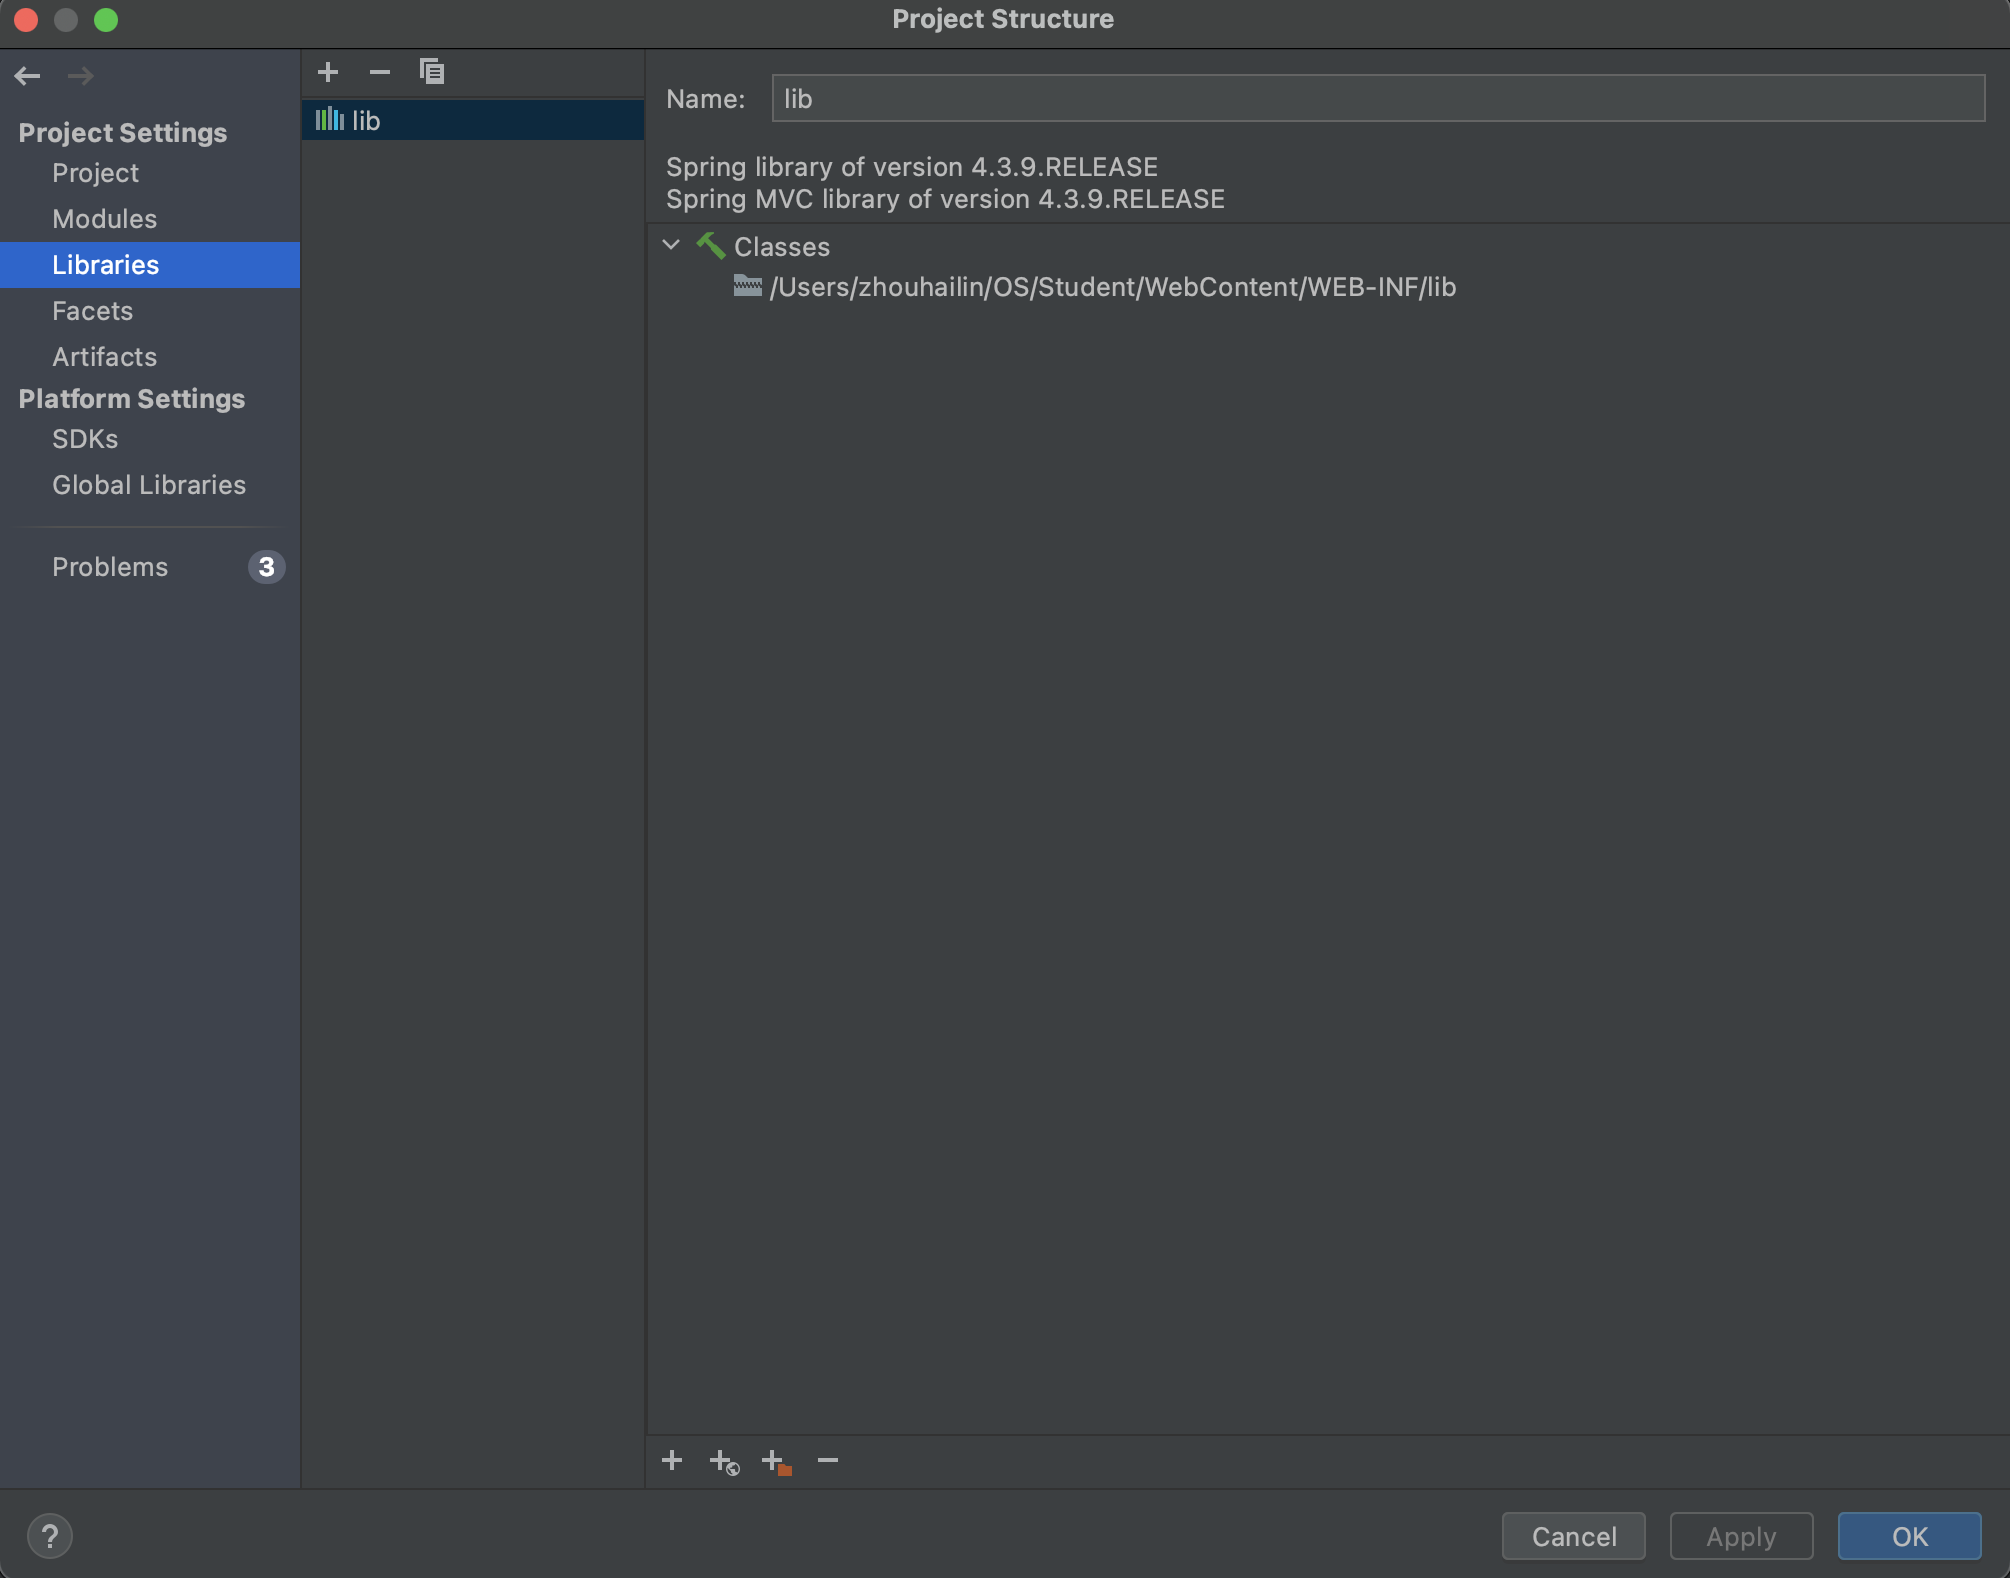 Project Structure
Project Settings
Project
Modules
Libraries
Facets
Artifacts
Platform Settings
SDKs
Global Libraries
Problems 3
lib
Name: lib
Spring library of version 4.3.9.RELEASE
Spring MVC library of version 4.3.9.RELEASE
Classes
/Users/zhouhailin/OS/Student/WebContent/WEB-INF/lib
?
Cancel
Apply
OK